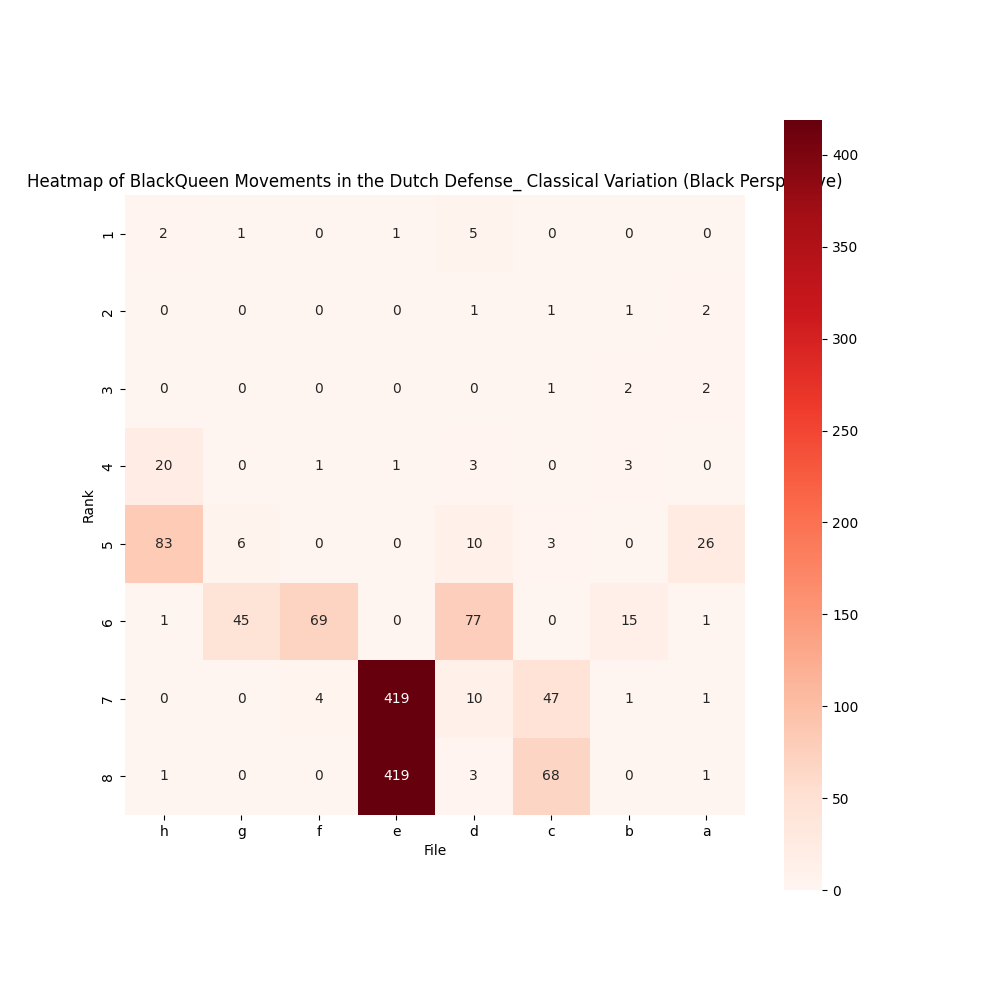 Heatmap of BlackQueen Movements in the Dutch Defense_ Classical Variation (Black Perspective)
400
350
300
250
200
150
100
50
0
Rank
1 2 1 0 1 5 0 0 0
2 0 0 0 0 1 1 1 2
3 0 0 0 0 0 1 2 2
4 20 0 1 1 3 0 3 0
5 83 6 0 0 10 3 0 26
6 1 45 69 0 77 0 15 1
7 0 0 4 419 10 47 1 1
8 1 0 0 419 3 68 0 1
h g f e d c b a
File